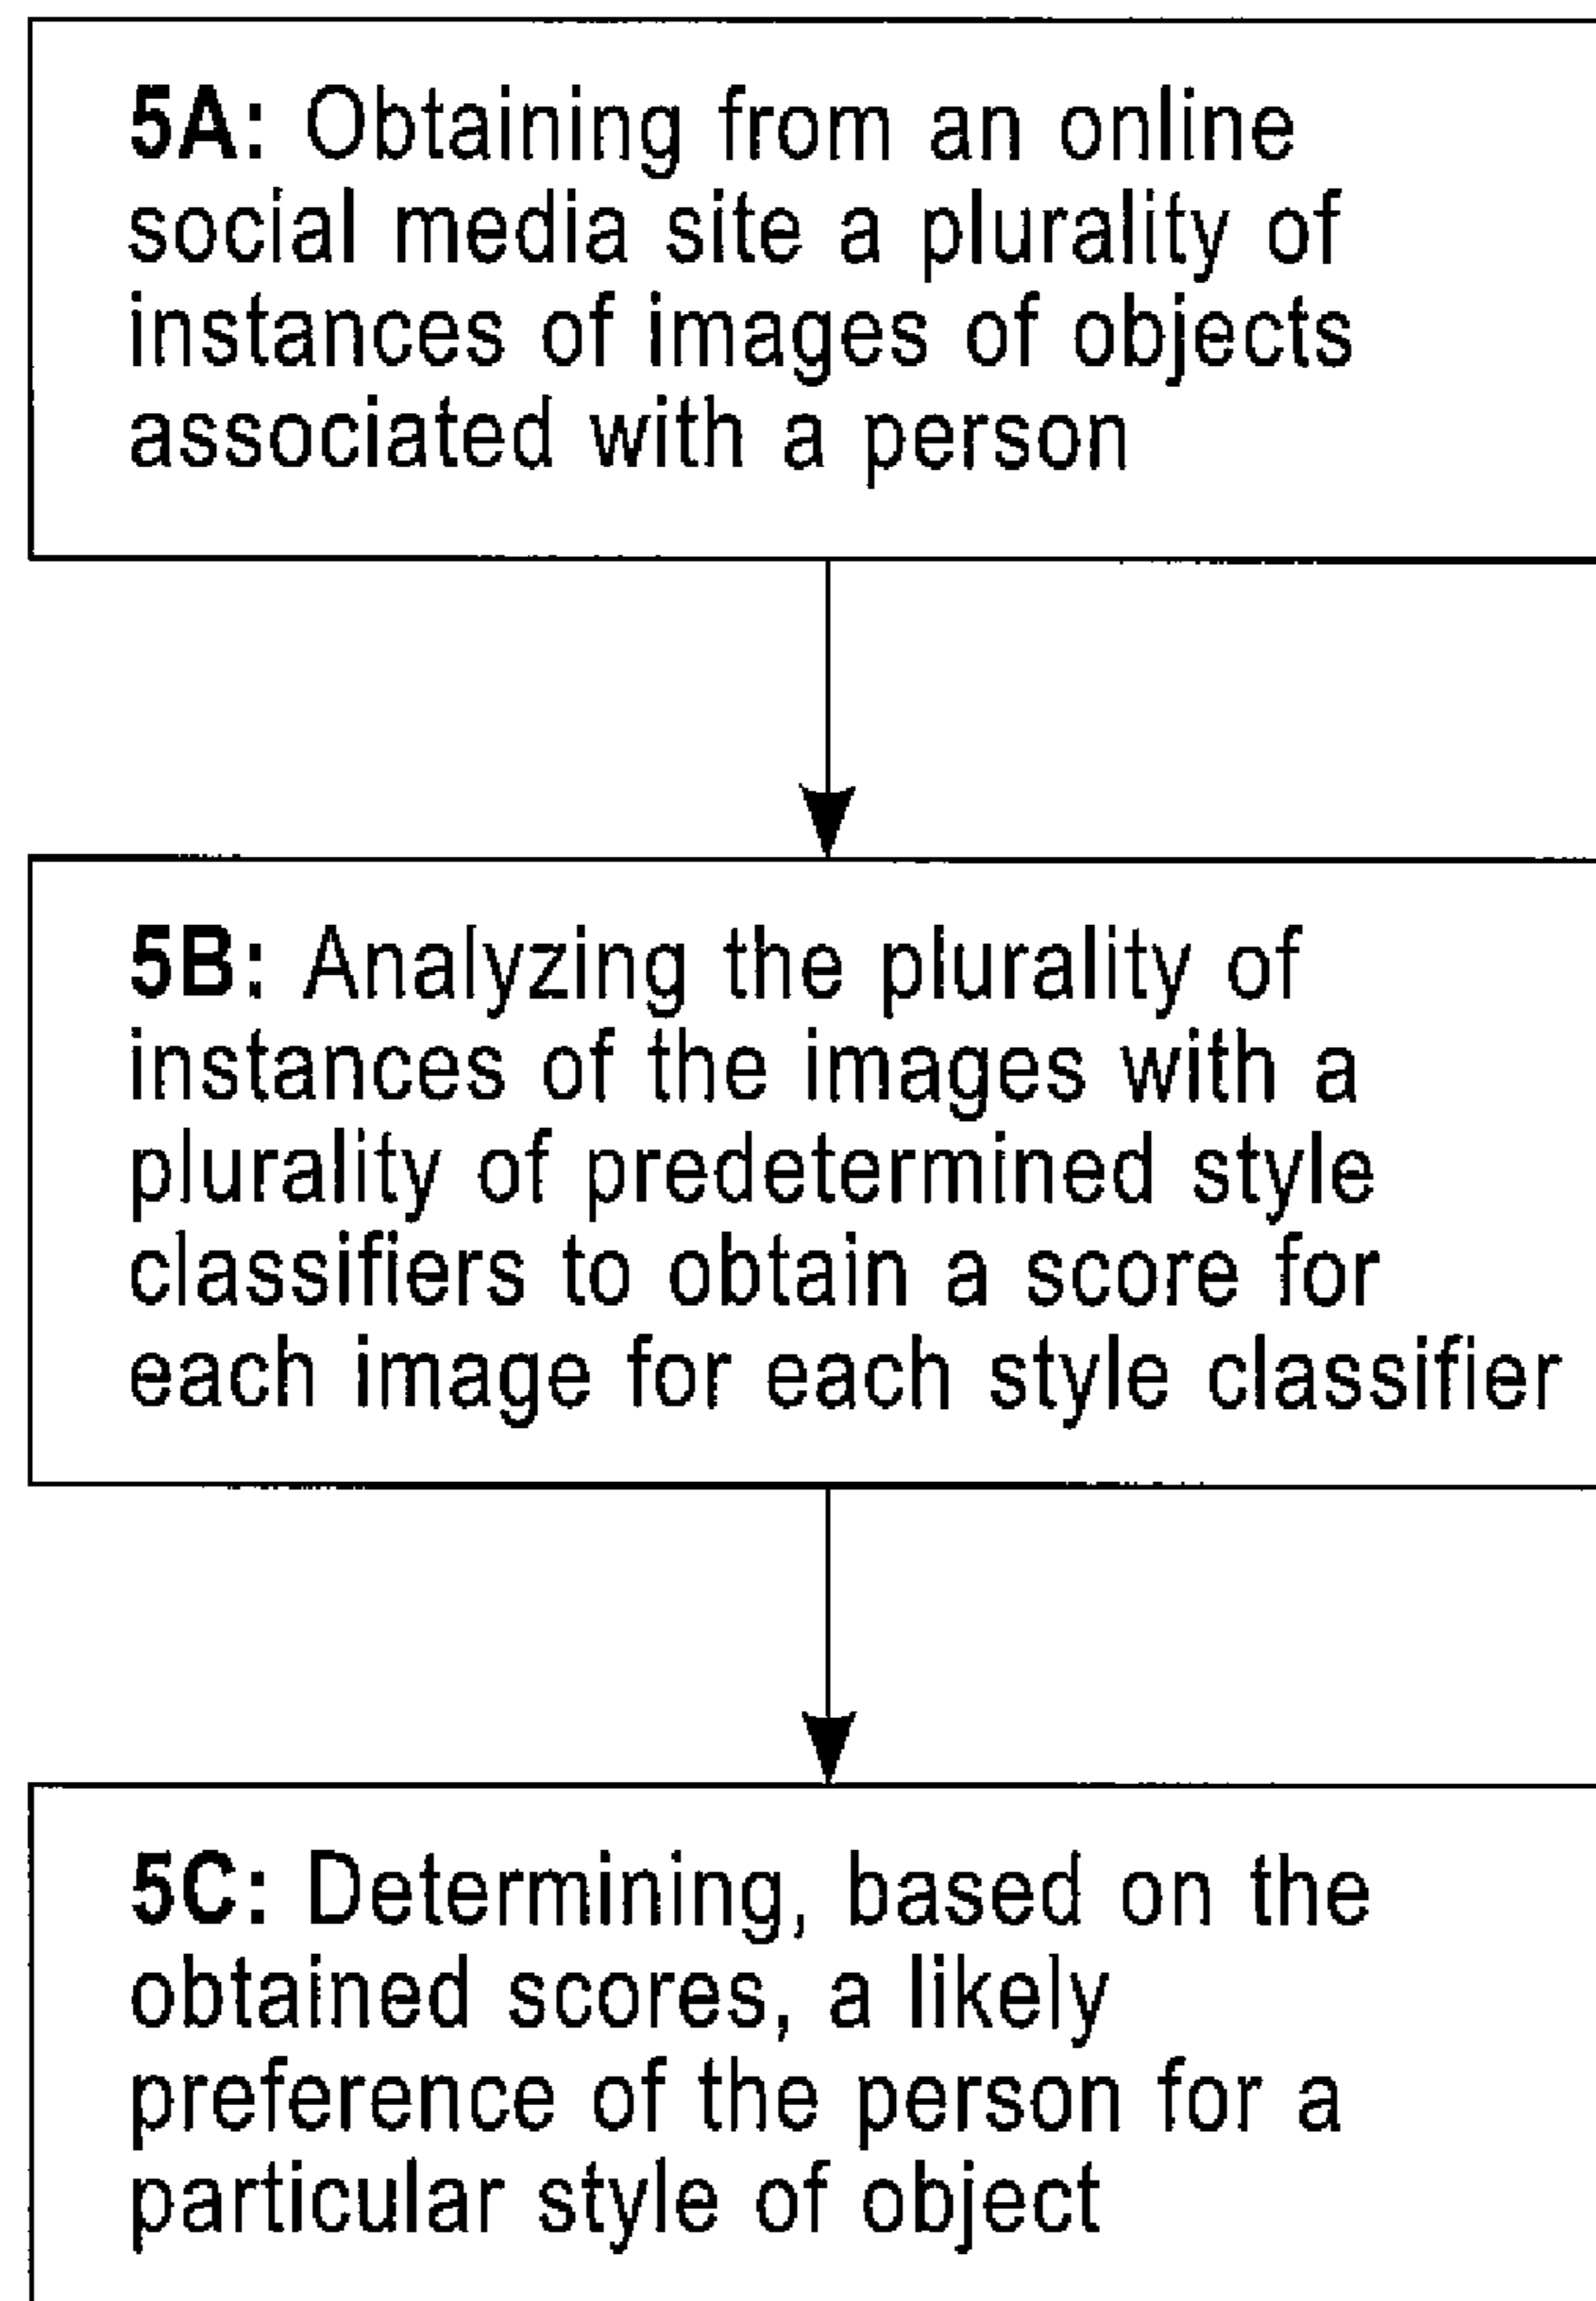 5A: Obtaining from an online
social media site a plurality of
instances of images of objects
associated with a person
5B: Analyzing the plurality of
instances of the images with a
plurality of predetermined style
classifiers to obtain a score for
each image for each style classifier
5C: Determining, based on the
obtained scores, a likely
preference of the person for a
particular style of object